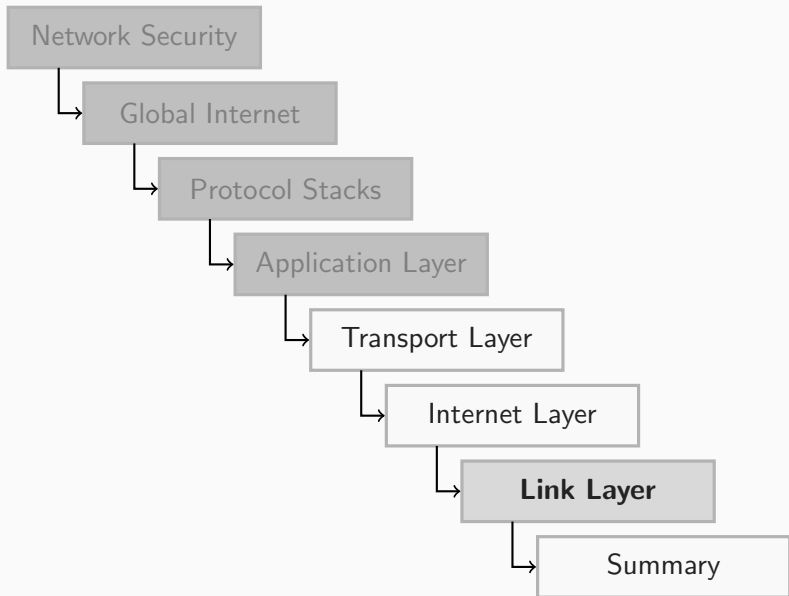 Network Security
Global Internet
Protocol Stacks
Application Layer
Transport Layer
Internet Layer
Link Layer
Summary